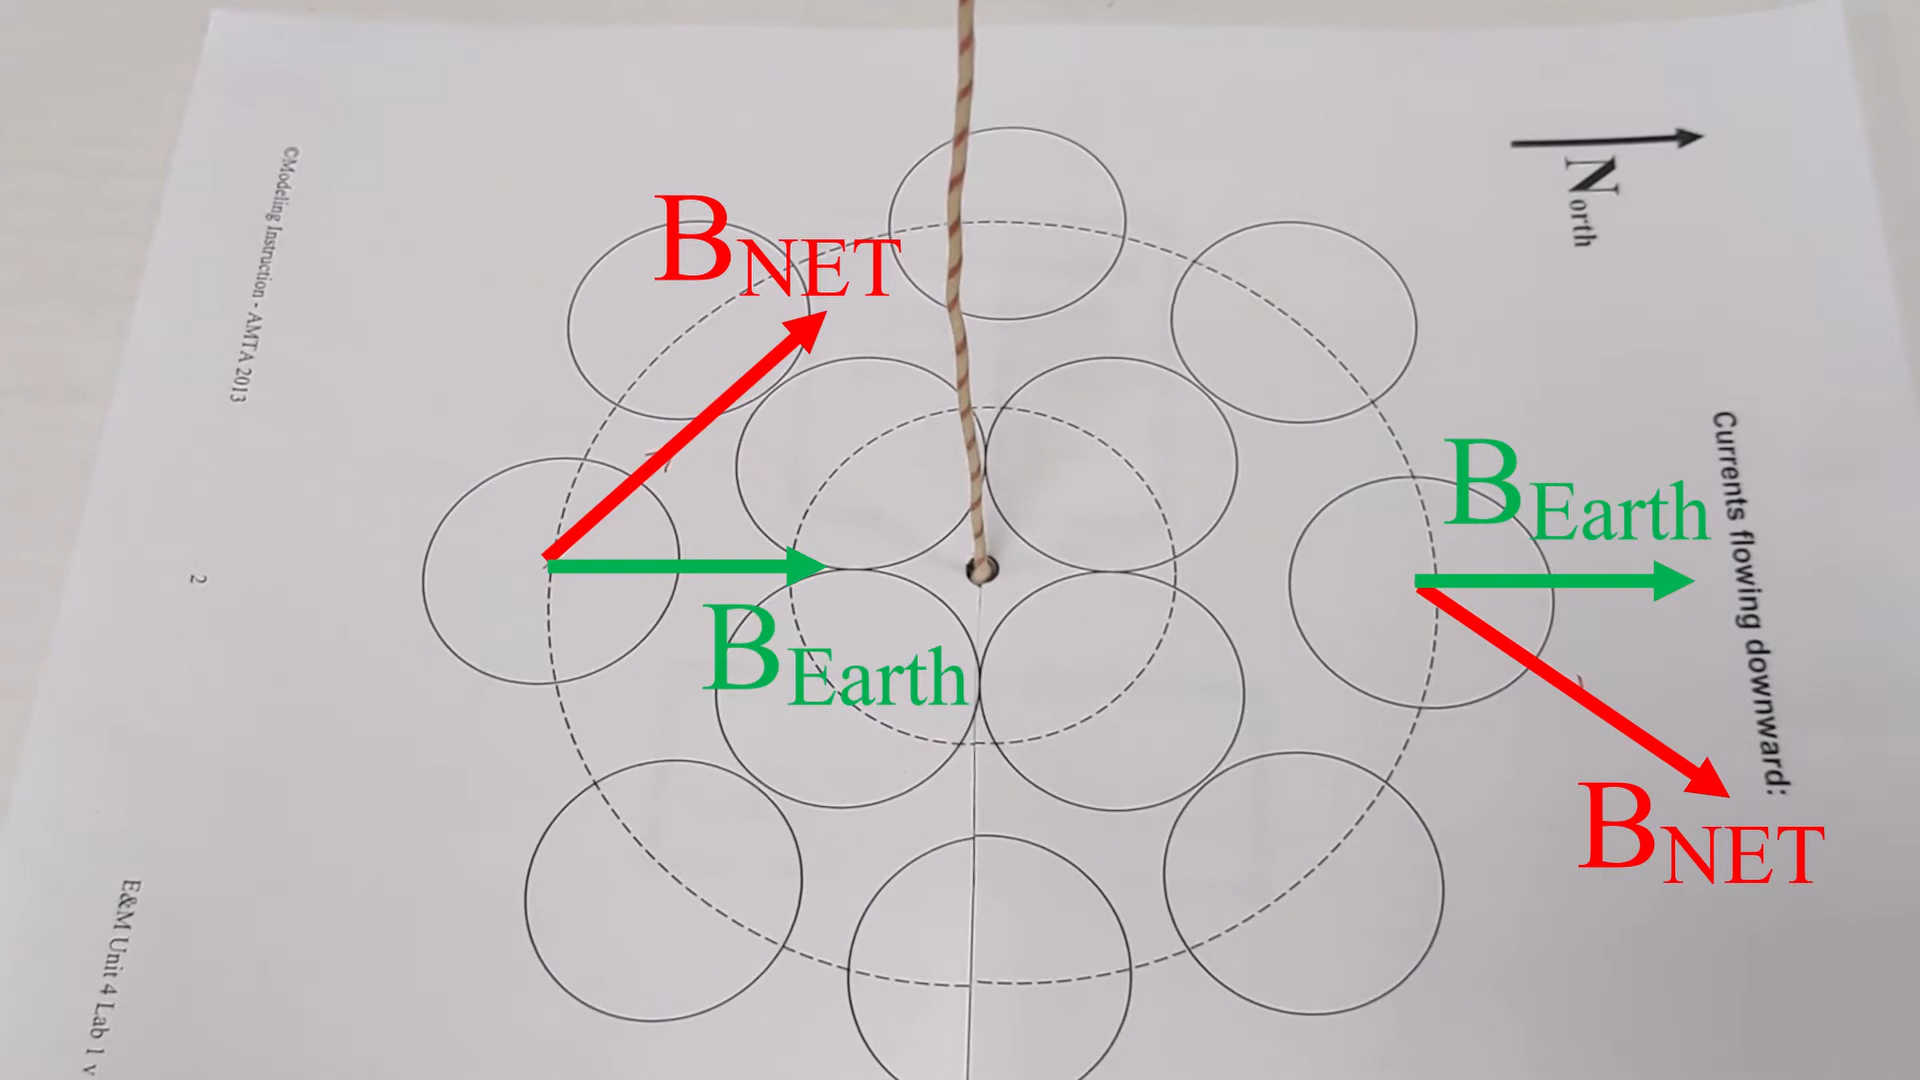 ©Modeling Instruction - AMTA 2013
2
E&M Unit 4 Lab 1 v
BNET
BEarth
North
Currents flowing downward:
BEarth
BNET